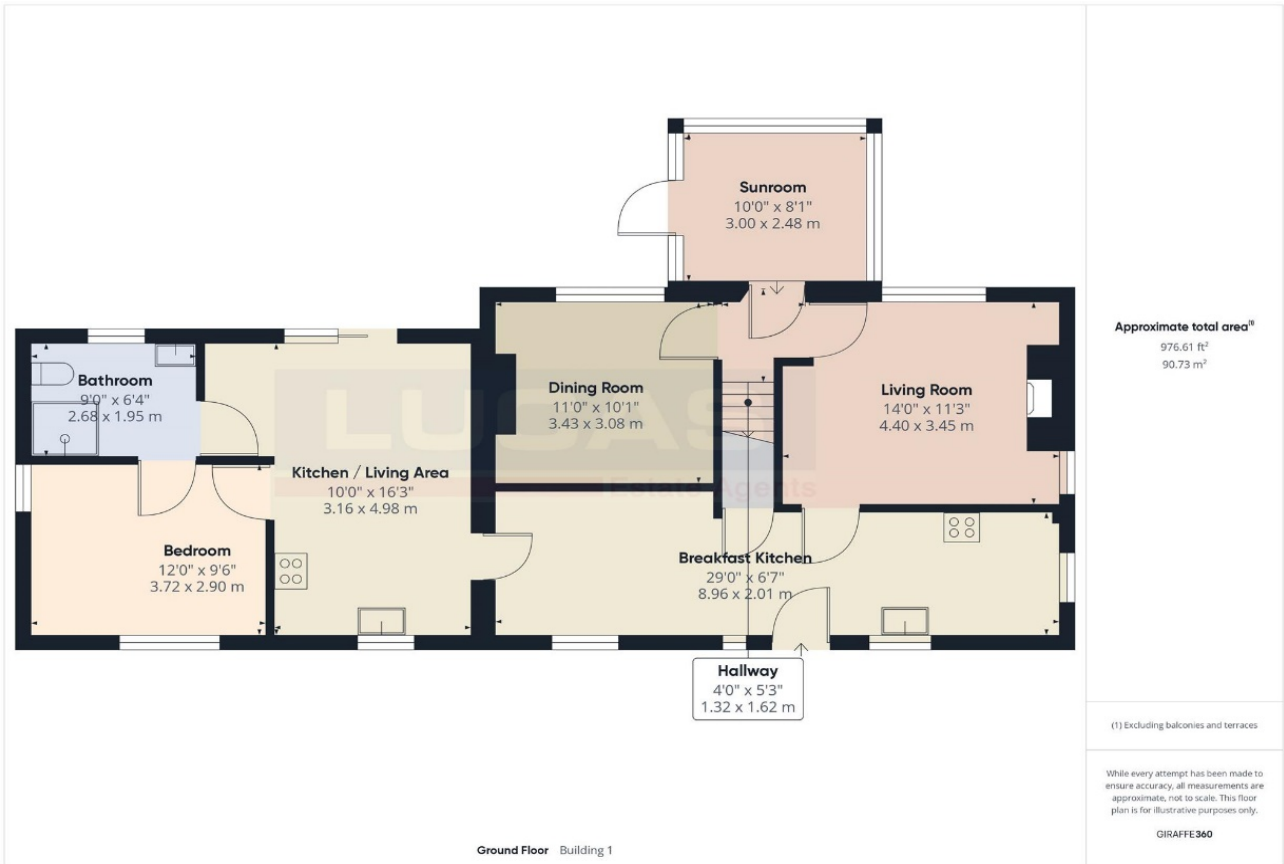 Sunroom
10'0" x 8'1"
3.00 x 2.48 m
Approximate total area⁽¹⁾
976.61 ft²
90.73 m²
Bathroom
9'0" x 6'4"
2.68 x 1.95 m
Dining Room
11'0" x 10'1"
3.43 x 3.08 m
Living Room
14'0" x 11'3"
4.40 x 3.45 m
LUCAS
Estate Agents
Kitchen / Living Area
10'0" x 16'3"
3.16 x 4.98 m
Bedroom
12'0" x 9'6"
3.72 x 2.90 m
Breakfast Kitchen
29'0" x 6'7"
8.96 x 2.01 m
Hallway
4'0" x 5'3"
1.32 x 1.62 m
(1) Excluding balconies and terraces
While every attempt has been made to
ensure accuracy, all measurements are
approximate, not to scale. This floor
plan is for illustrative purposes only.
GIRAFFE360
Ground Floor Building 1